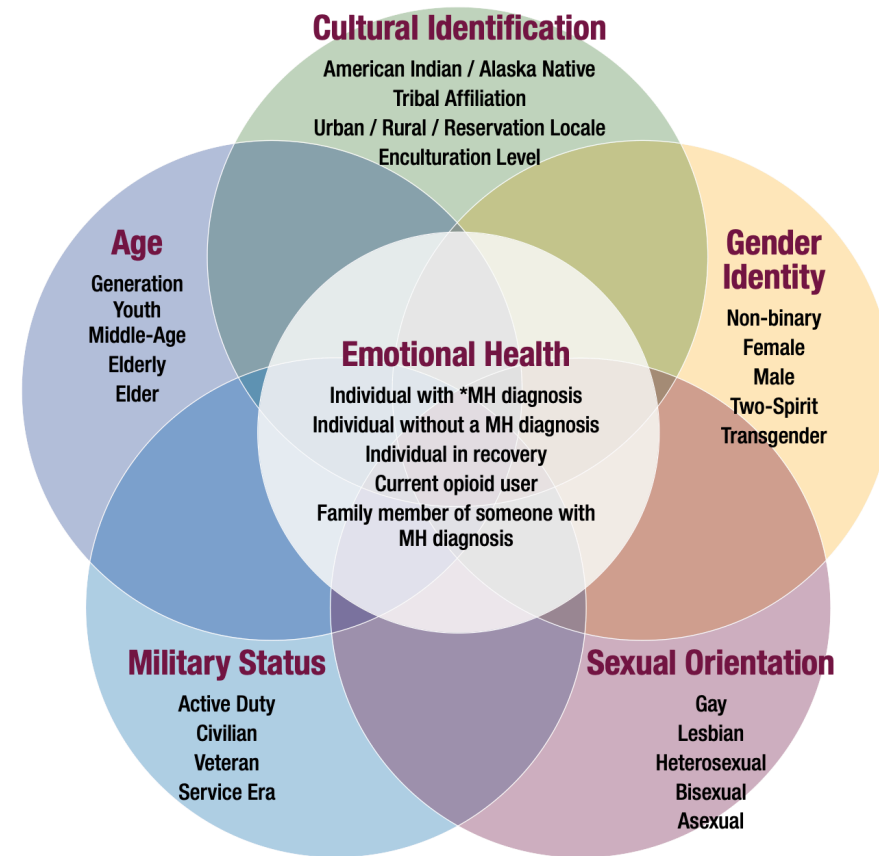 Cultural Identification
American Indian / Alaska Native
Tribal Affiliation
Urban / Rural / Reservation Locale
Enculturation Level
Age
Generation
Youth
Middle-Age
Elderly
Elder
Gender
Identity
Non-binary
Female
Male
Two-Spirit
Transgender
Emotional Health
Individual with *MH diagnosis
Individual without a MH diagnosis
Individual in recovery
Current opioid user
Family member of someone with
MH diagnosis
Military Status
Active Duty
Civilian
Veteran
Service Era
Sexual Orientation
Gay
Lesbian
Heterosexual
Bisexual
Asexual